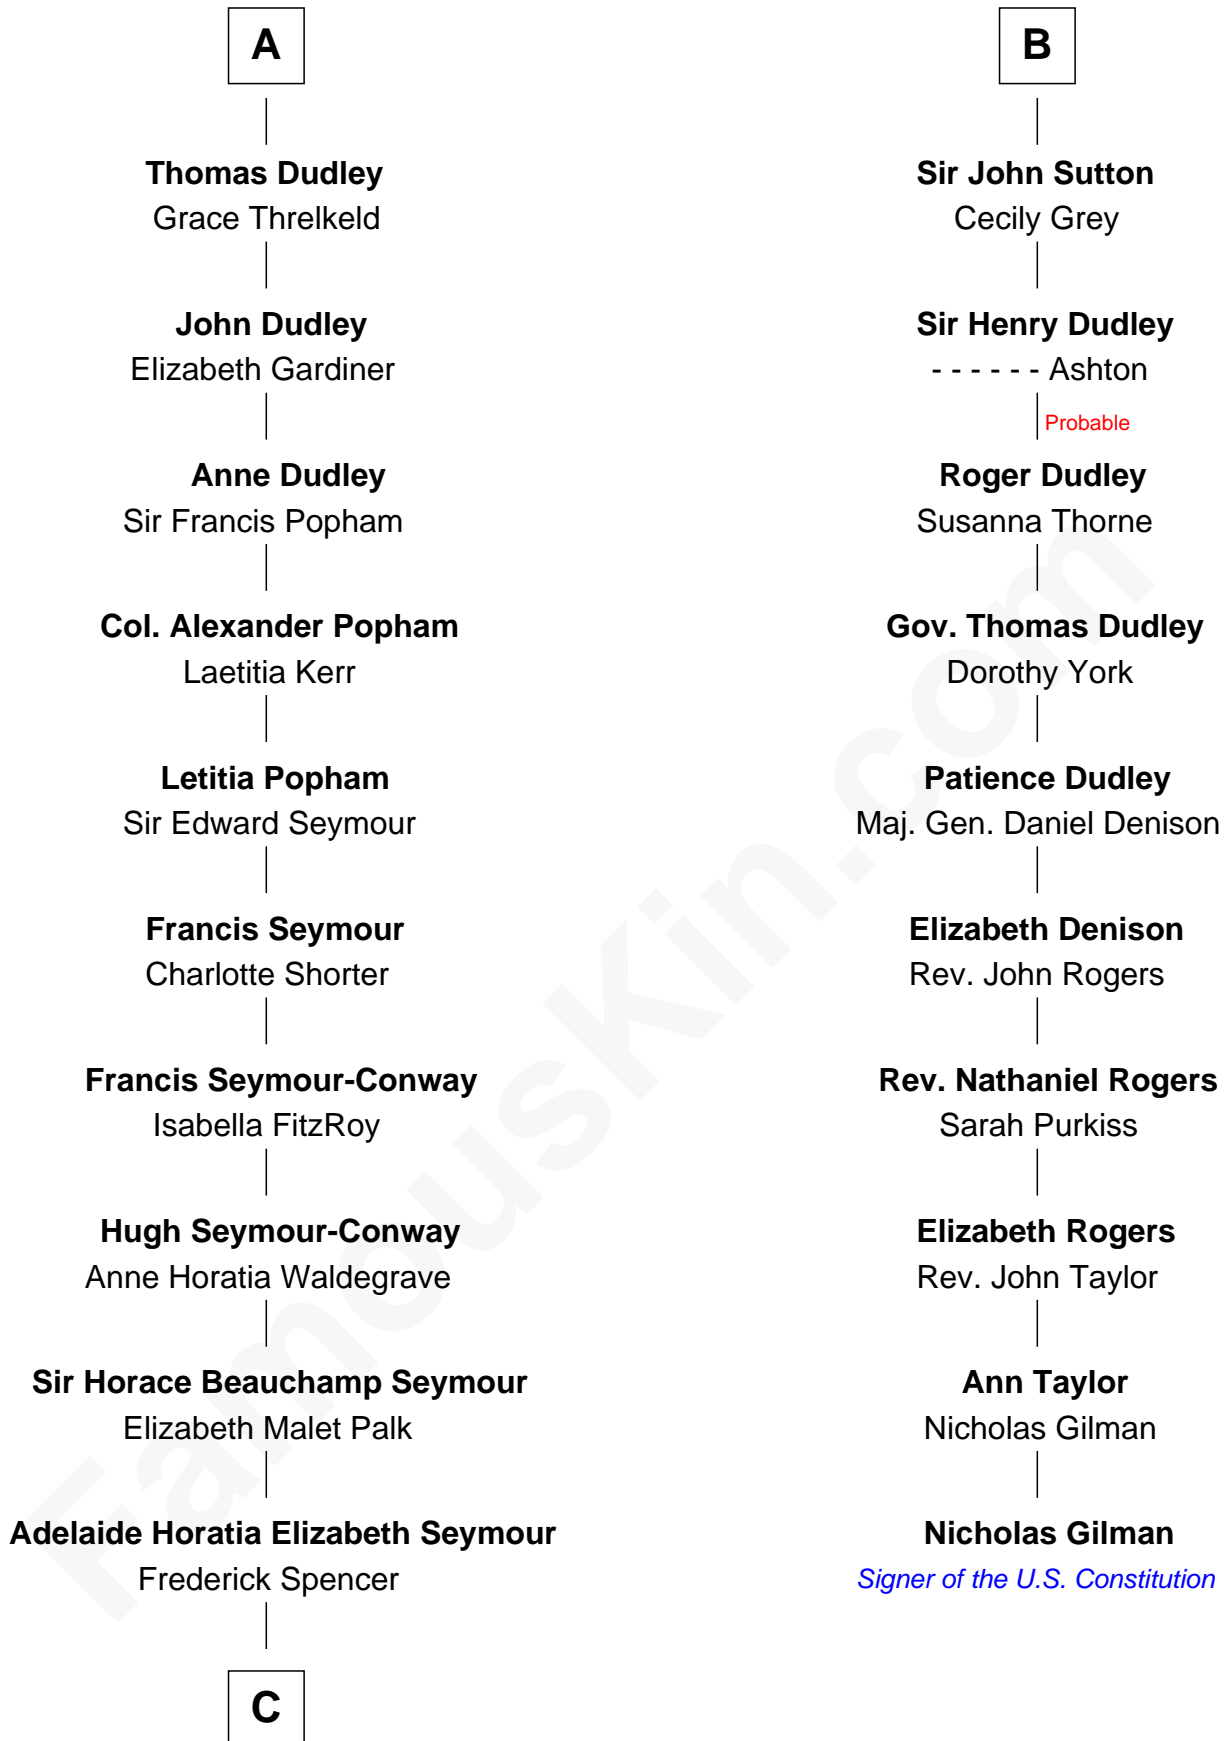 A
Thomas Dudley
Grace Threlkeld
John Dudley
Elizabeth Gardiner
Anne Dudley
Sir Francis Popham
Col. Alexander Popham
Laetitia Kerr
Letitia Popham
Sir Edward Seymour
Francis Seymour
Charlotte Shorter
Francis Seymour-Conway
Isabella FitzRoy
Hugh Seymour-Conway
Anne Horatia Waldegrave
Sir Horace Beauchamp Seymour
Elizabeth Malet Palk
Adelaide Horatia Elizabeth Seymour
Frederick Spencer
C
B
Sir John Sutton
Cecily Grey
Sir Henry Dudley
- - - - - - Ashton
Probable
Roger Dudley
Susanna Thorne
Gov. Thomas Dudley
Dorothy York
Patience Dudley
Maj. Gen. Daniel Denison
Elizabeth Denison
Rev. John Rogers
Rev. Nathaniel Rogers
Sarah Purkiss
Elizabeth Rogers
Rev. John Taylor
Ann Taylor
Nicholas Gilman
Nicholas Gilman
Signer of the U.S. Constitution
FamousKin.com